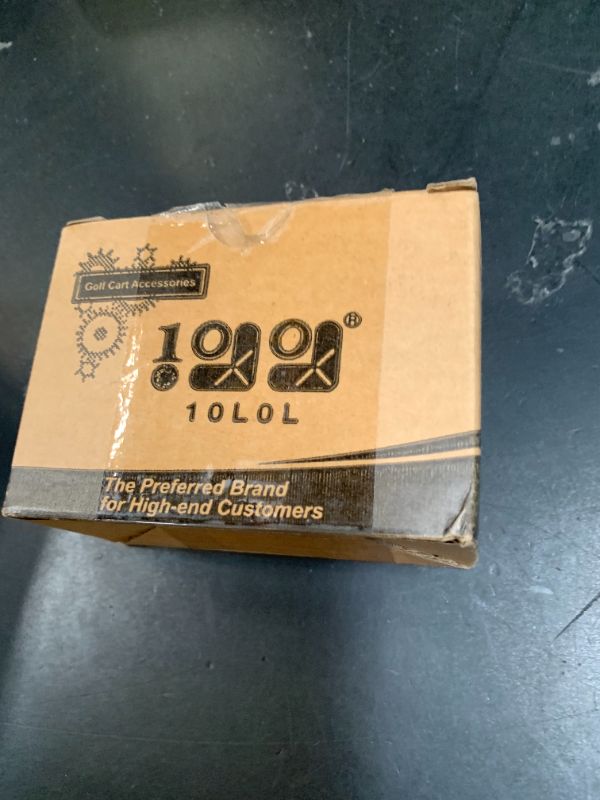 Golf Cart Accessories
®
10L0L
The Preferred Brand
for High-end Customers